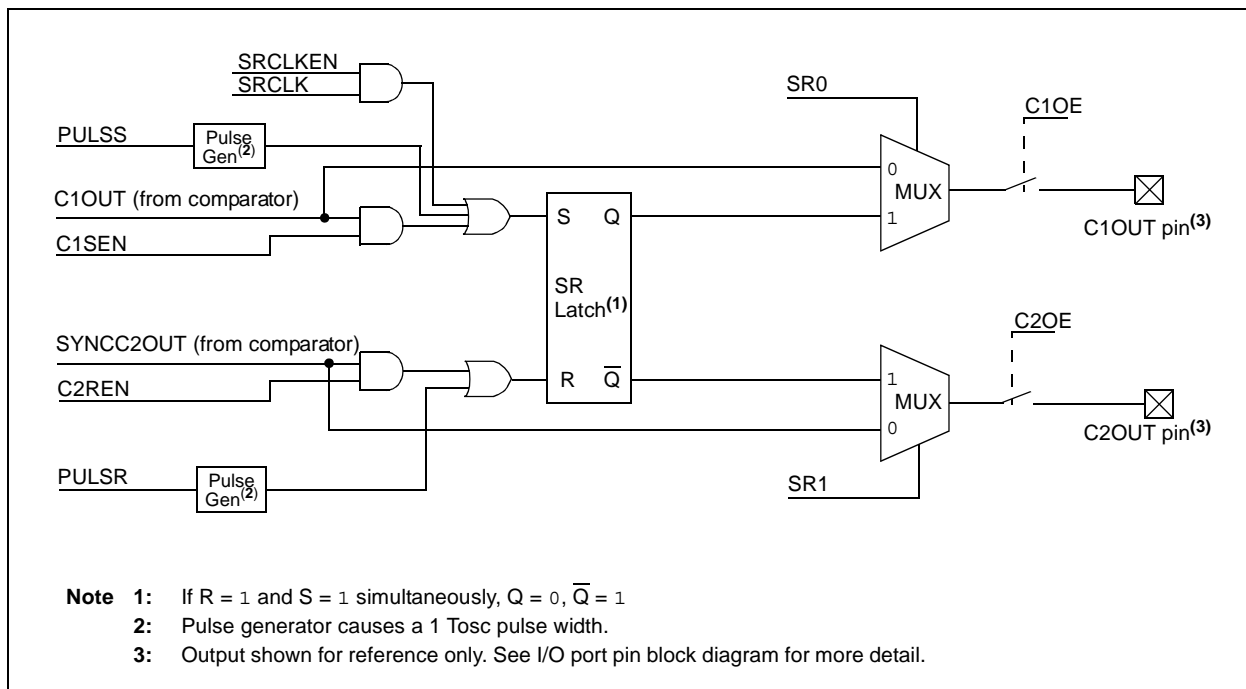 SRCLKEN
SRCLK
SR0
C1OE
PULSS
Pulse
Gen(2)
0
MUX
1
C1OUT (from comparator)
C1SEN
S Q
C1OUT pin(3)
SR
Latch(1)
C2OE
SYNCC2OUT (from comparator)
C2REN
R Q̅
1
MUX
0
C2OUT pin(3)
PULSR
Pulse
Gen(2)
SR1
Note 1: If R = 1 and S = 1 simultaneously, Q = 0, Q̅ = 1
2: Pulse generator causes a 1 Tosc pulse width.
3: Output shown for reference only. See I/O port pin block diagram for more detail.